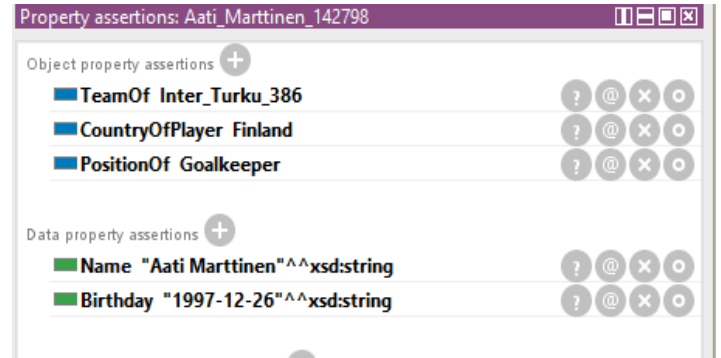 Property assertions: Aati_Marttinen_142798
Object property assertions
TeamOf Inter_Turku_386
CountryOfPlayer Finland
PositionOf Goalkeeper
Data property assertions
Name "Aati Marttinen"^^xsd:string
Birthday "1997-12-26"^^xsd:string